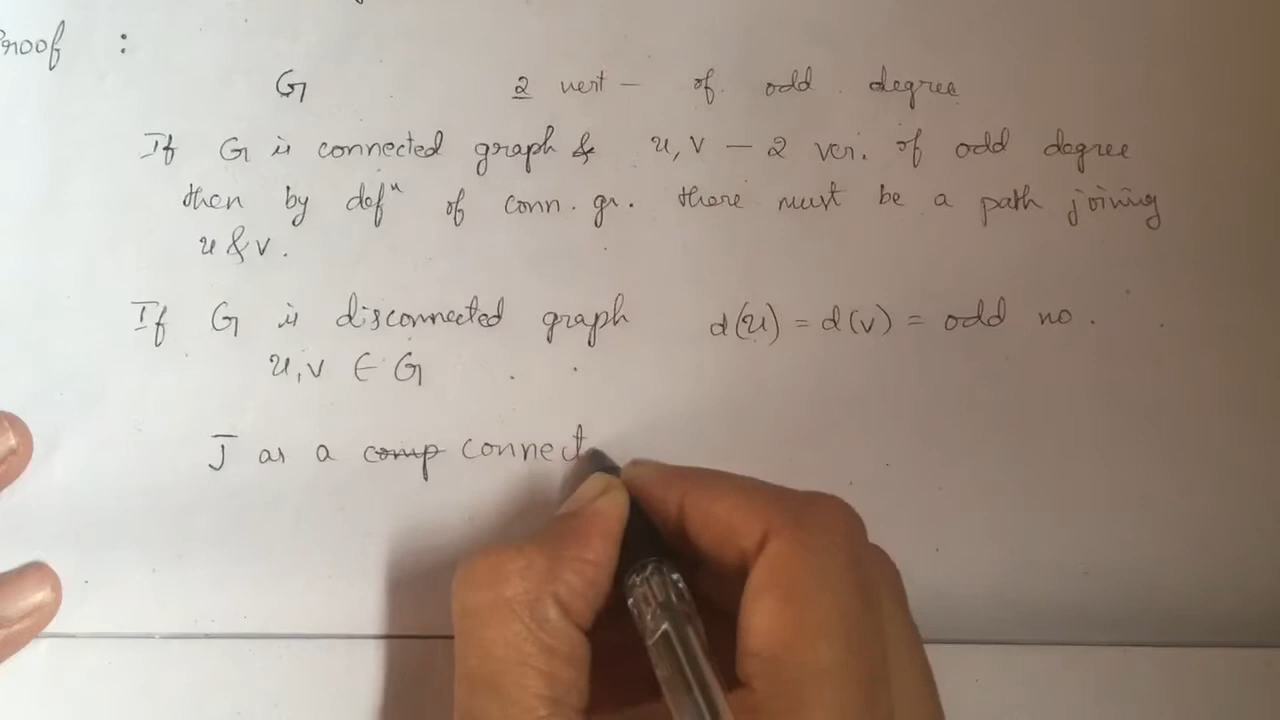 Proof :
G 2 vert - of odd degree
If G is connected graph & u, v - 2 ver. of odd degree
then by defⁿ of conn. gr. there must be a path joining
u & v.
If G is disconnected graph d(u) = d(v) = odd no.
u, v ∈ G
J as a comp connect